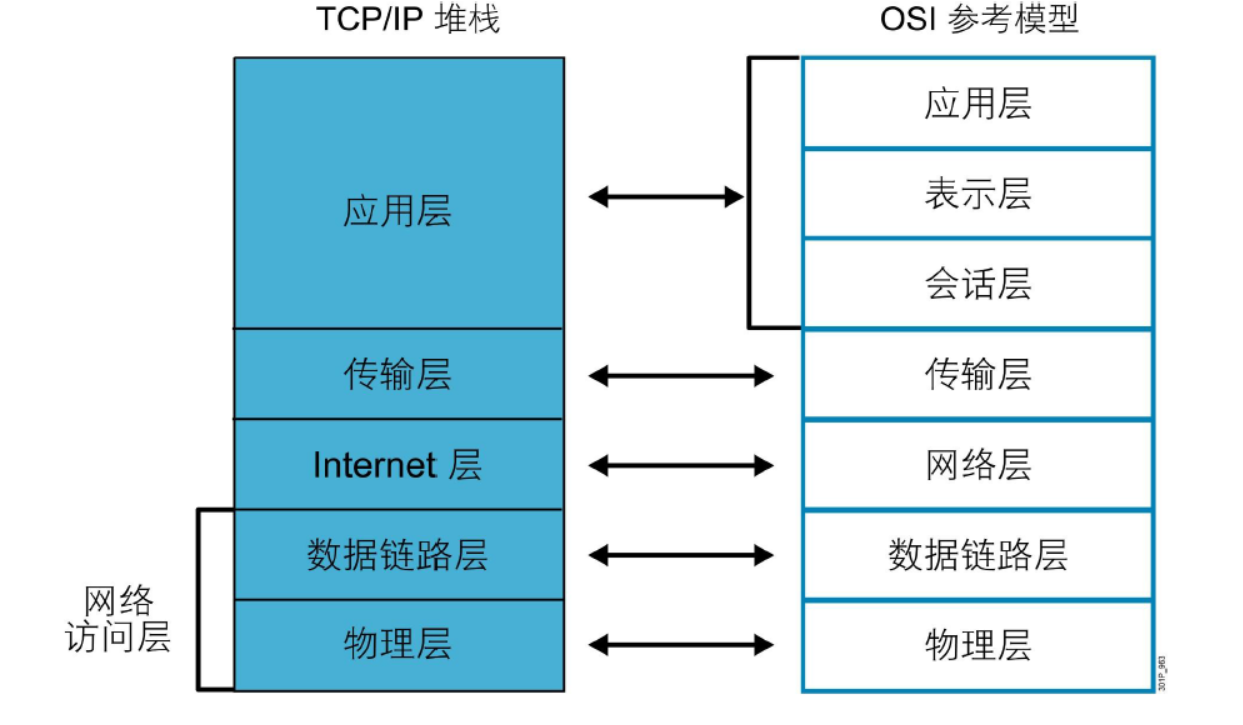 TCP/IP 堆栈
OSI 参考模型
应用层
传输层
Internet 层
数据链路层
物理层
网络
访问层
应用层
表示层
会话层
传输层
网络层
数据链路层
物理层
301P_963